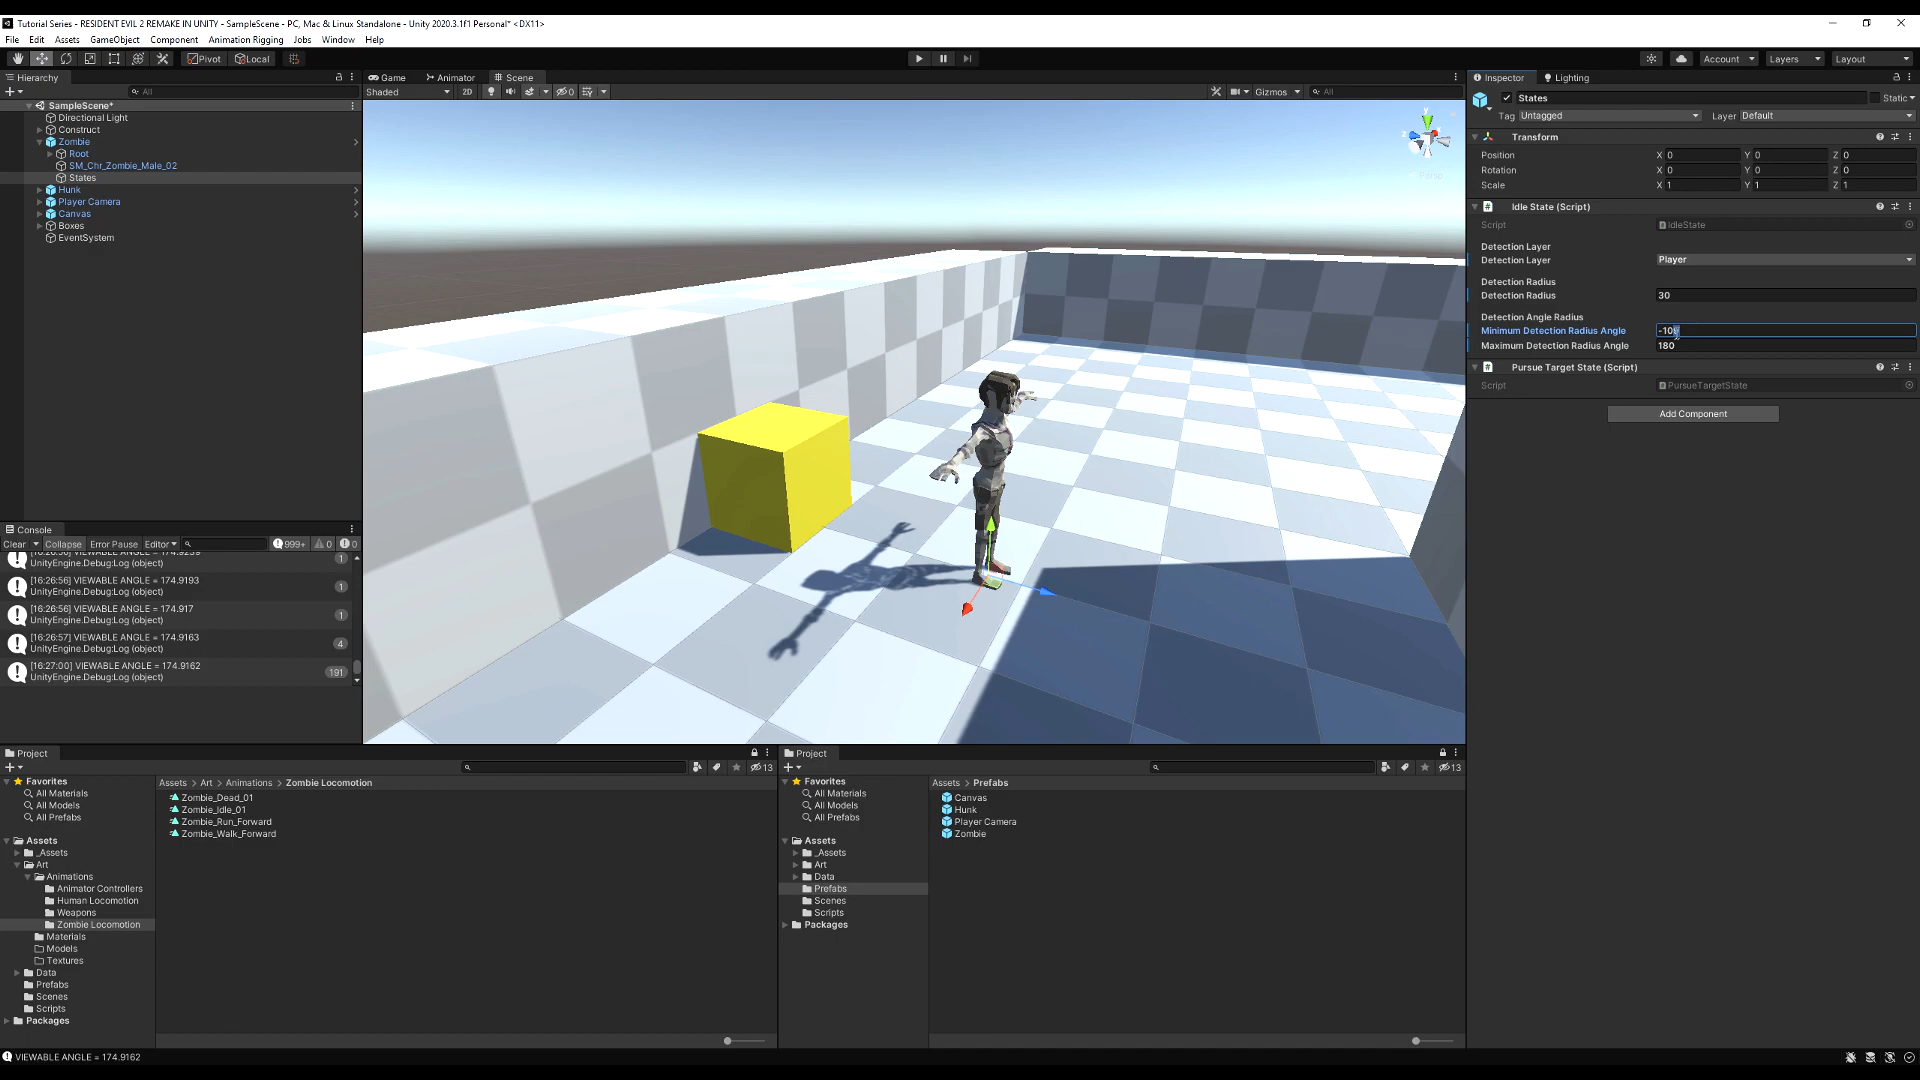 Tutorial Series - RESIDENT EVIL 2 REMAKE IN UNITY - SampleScene - PC, Mac & Linux Standalone - Unity 2020.3.1f1 Personal* <DX11>
File Edit Assets GameObject Component Animation Rigging Jobs Window Help
Pivot Local Account Layers Layout
Hierarchy
All
SampleScene*
Directional Light
Construct
Zombie
Root
SM_Chr_Zombie_Male_02
States
Hunk
Player Camera
Canvas
Boxes
EventSystem
Game Animator Scene
Shaded 2D 0 Gizmos All
y
Persp
Inspector Lighting
States Static
Tag Untagged Layer Default
Transform
Position X 0 Y 0 Z 0
Rotation X 0 Y 0 Z 0
Scale X 1 Y 1 Z 1
Idle State (Script)
Script IdleState
Detection Layer
Detection Layer Player
Detection Radius
Detection Radius 30
Detection Angle Radius
Minimum Detection Radius Angle
Maximum Detection Radius Angle 180
Pursue Target State (Script)
Script PursueTargetState
Add Component
Console
Clear Collapse Error Pause Editor 999+ 0 0
UnityEngine.Debug:Log (object) 1
[16:26:56] VIEWABLE ANGLE = 174.9193
UnityEngine.Debug:Log (object) 1
[16:26:56] VIEWABLE ANGLE = 174.917
UnityEngine.Debug:Log (object) 1
[16:26:57] VIEWABLE ANGLE = 174.9163
UnityEngine.Debug:Log (object) 4
[16:27:00] VIEWABLE ANGLE = 174.9162
UnityEngine.Debug:Log (object) 191
Project
13
Favorites
All Materials
All Models
All Prefabs
Assets
_Assets
Art
Animations
Animator Controllers
Human Locomotion
Weapons
Zombie Locomotion
Materials
Models
Textures
Data
Prefabs
Scenes
Scripts
Packages
Assets > Art > Animations > Zombie Locomotion
Zombie_Dead_01
Zombie_Idle_01
Zombie_Run_Forward
Zombie_Walk_Forward
Project
13
Favorites
All Materials
All Models
All Prefabs
Assets
_Assets
Art
Data
Prefabs
Scenes
Scripts
Packages
Assets > Prefabs
Canvas
Hunk
Player Camera
Zombie
VIEWABLE ANGLE = 174.9162